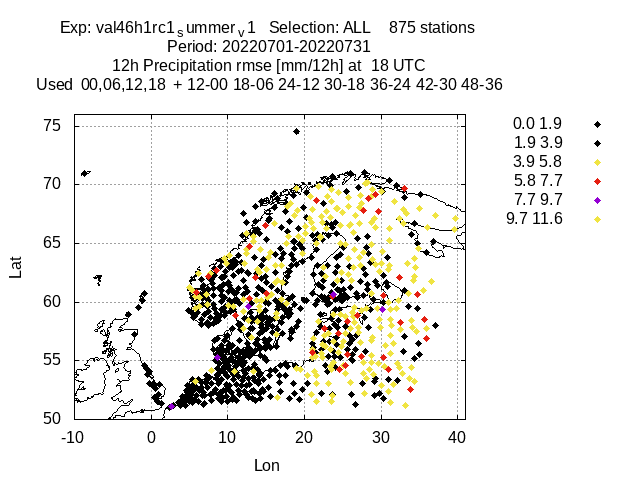 Exp: val46h1rc1summerv1 Selection: ALL 875 stations
Period: 20220701-20220731
12h Precipitation rmse [mm/12h] at 18 UTC
Used 00,06,12,18 + 12-00 18-06 24-12 30-18 36-24 42-30 48-36
75
70
65
60
55
50
Lat
-10 0 10 20 30 40
Lon
0.0 1.9
1.9 3.9
3.9 5.8
5.8 7.7
7.7 9.7
9.7 11.6